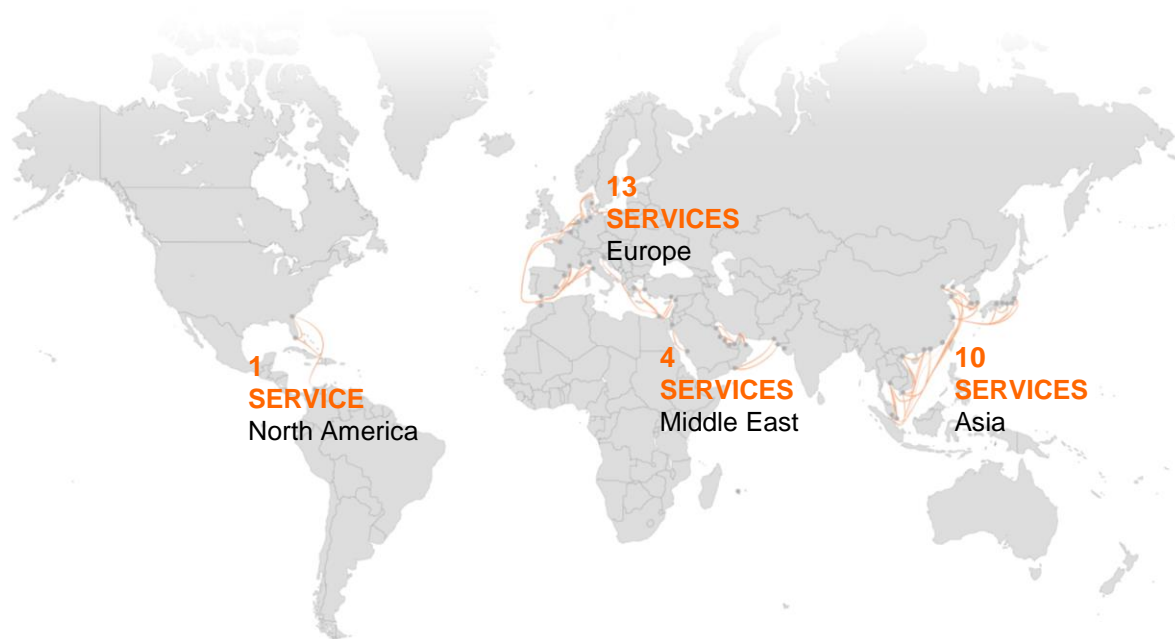 13
SERVICES
Europe
1
SERVICE
North America
4
SERVICES
Middle East
10
SERVICES
Asia